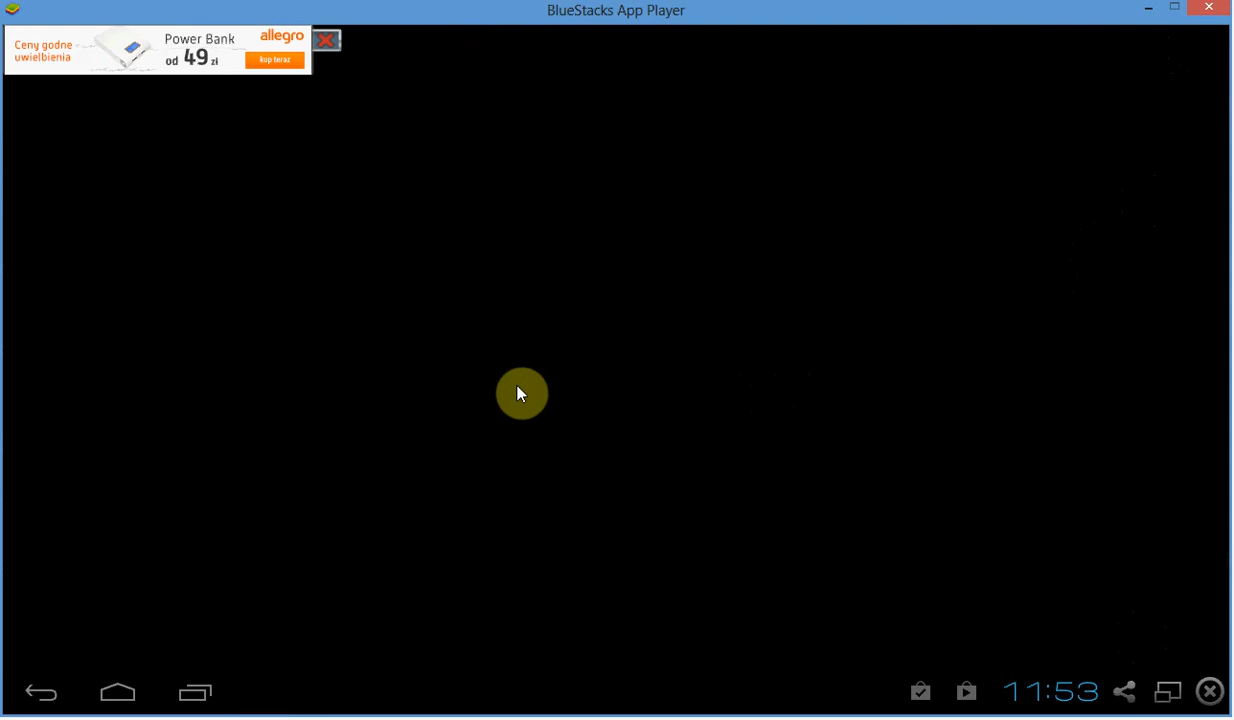 BlueStacks App Player
Ceny godne
uwielbienia
Power Bank
od 49 zł
allegro
kup teraz
11:53